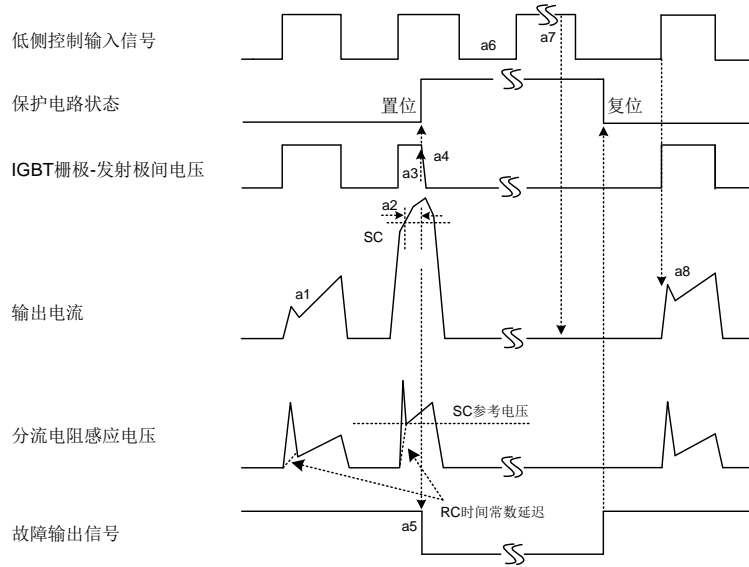 低侧控制输入信号
a6
a7
保护电路状态
置位
复位
IGBT栅极-发射极间电压
a3
a4
a2
SC
输出电流
a1
a8
分流电阻感应电压
SC参考电压
RC时间常数延迟
故障输出信号
a5